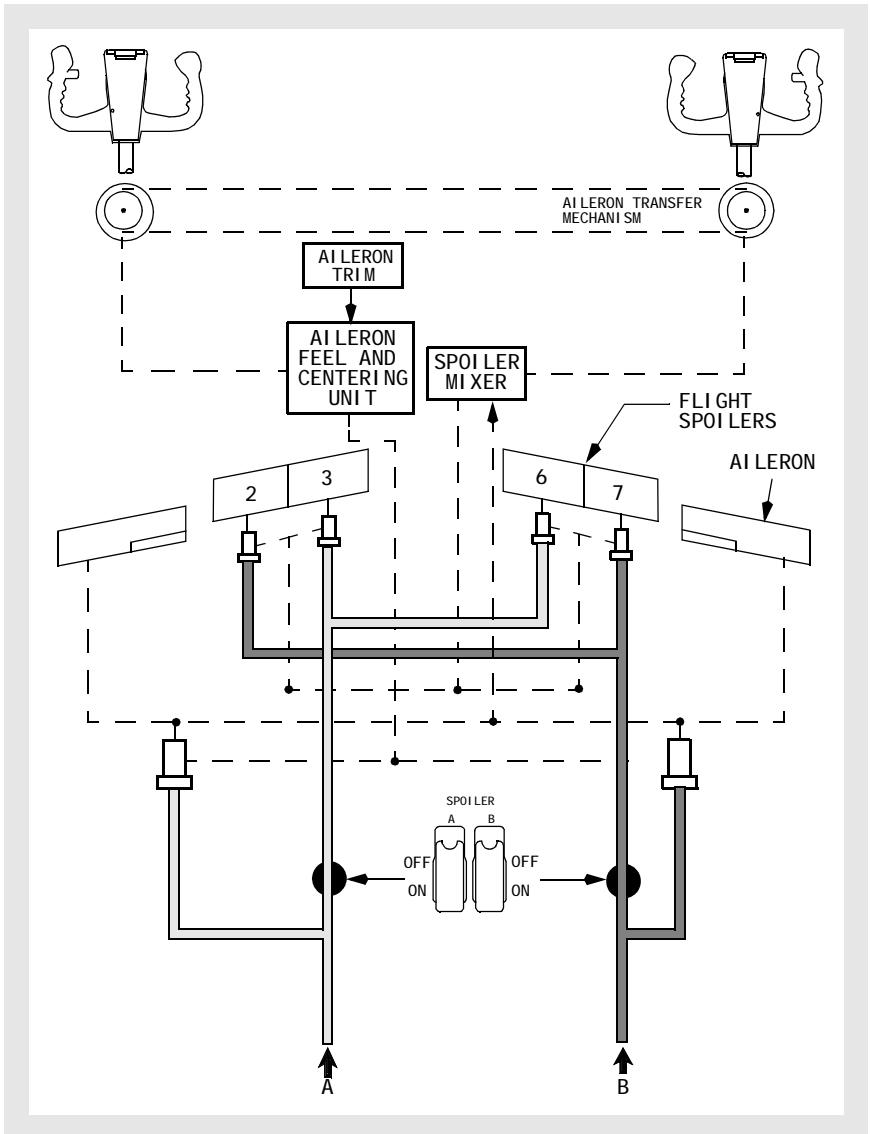 AILERON TRANSFER
MECHANISM
AILERON
TRIM
AILERON
FEEL AND
CENTERING
UNIT
SPOILER
MIXER
FLIGHT
SPOILERS
AILERON
2
3
6
7
SPOILER
A B
OFF OFF
ON ON
A
B